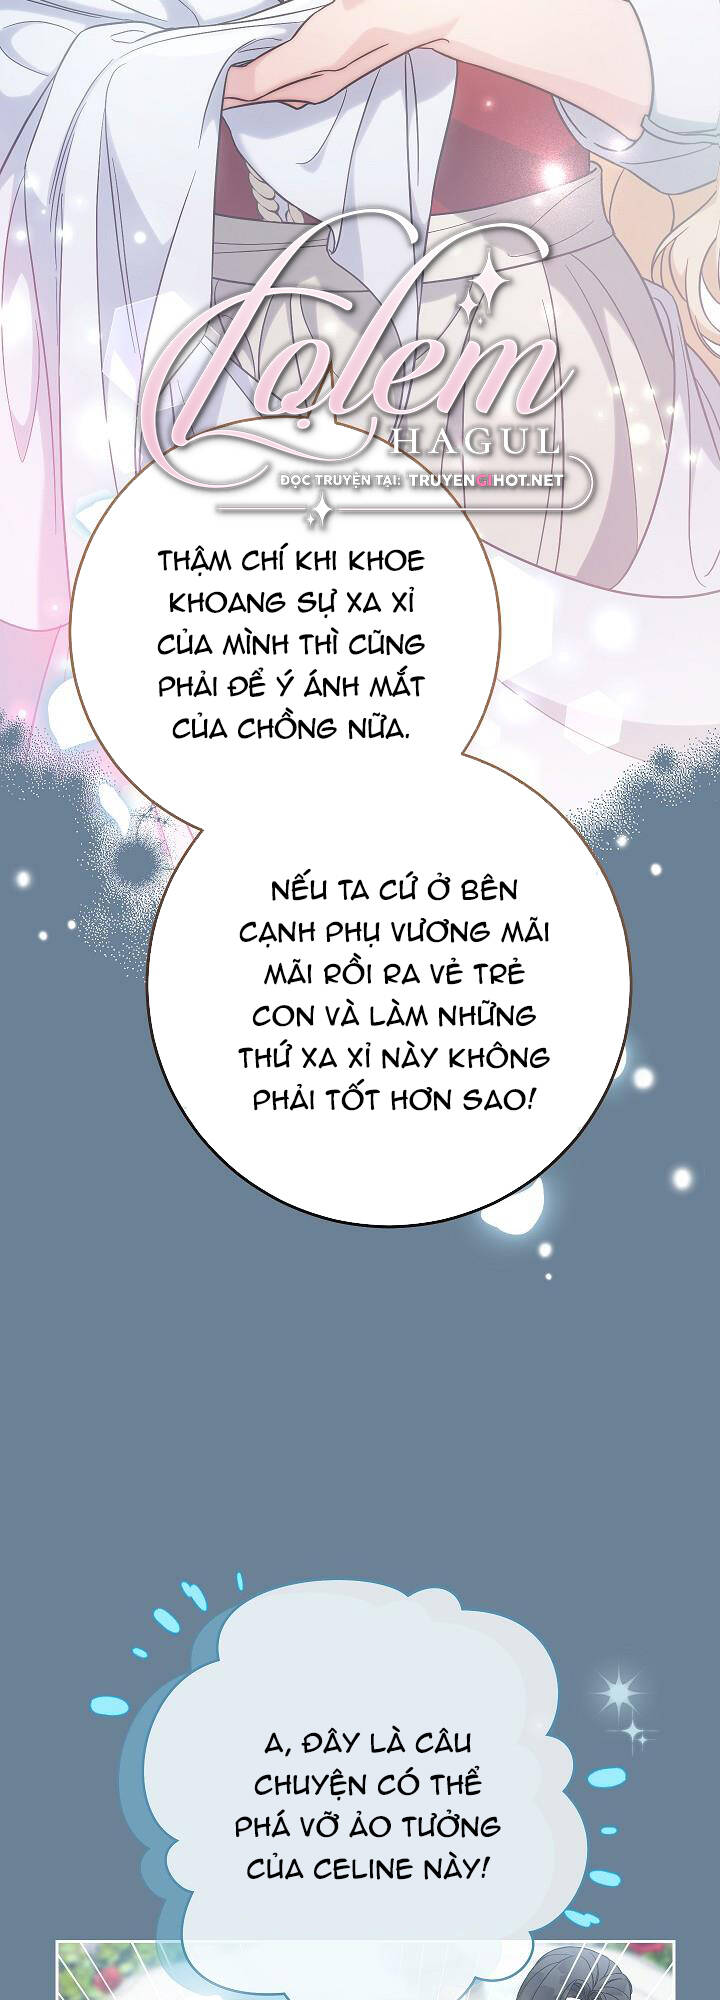 Lọlem
HAGUL
ĐỌC TRUYỆN TẠI: TRUYENGIHOT.NET
THẬM CHÍ KHI KHOE
KHOANG SỰ XA XỈ
CỦA MÌNH THÌ CŨNG
PHẢI ĐỂ Ý ÁNH MẮT
CỦA CHỒNG NỮA.
NẾU TA CỨ Ở BÊN
CẠNH PHỤ VƯƠNG MÃI
MÃI RỒI RA VẺ TRẺ
CON VÀ LÀM NHỮNG
THỨ XA XỈ NÀY KHÔNG
PHẢI TỐT HƠN SAO!
A, ĐÂY LÀ CÂU
CHUYỆN CÓ THỂ
PHÁ VỠ ẢO TƯỞNG
CỦA CELINE NÀY!